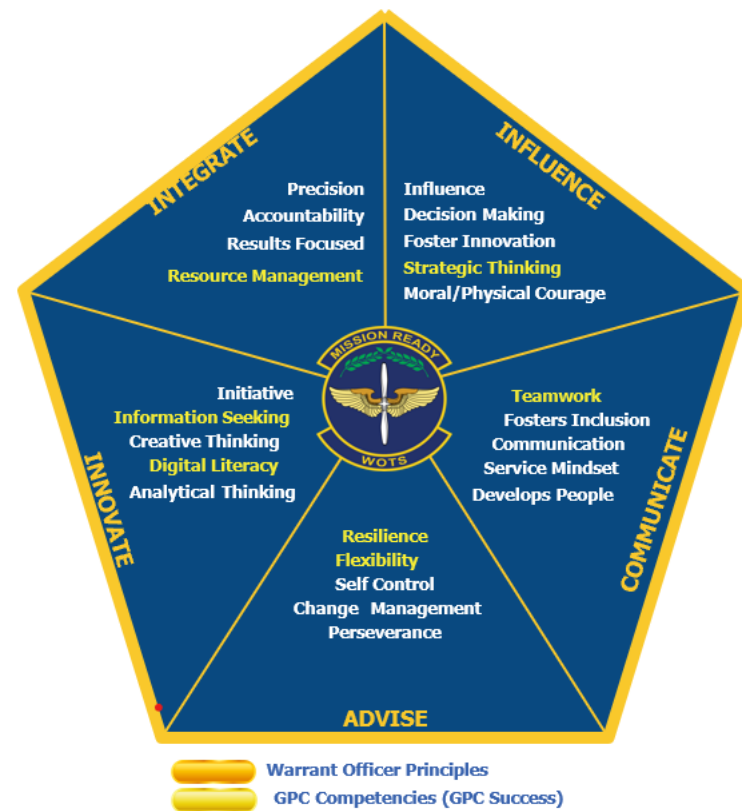 INTEGRATE
INFLUENCE
Precision
Accountability
Results Focused
Resource Management
Influence
Decision Making
Foster Innovation
Strategic Thinking
Moral/Physical Courage
MISSION READY
WOTS
Initiative
Information Seeking
Creative Thinking
Digital Literacy
Analytical Thinking
INNOVATE
Teamwork
Fosters Inclusion
Communication
Service Mindset
Develops People
COMMUNICATE
Resilience
Flexibility
Self Control
Change Management
Perseverance
ADVISE
Warrant Officer Principles
GPC Competencies (GPC Success)